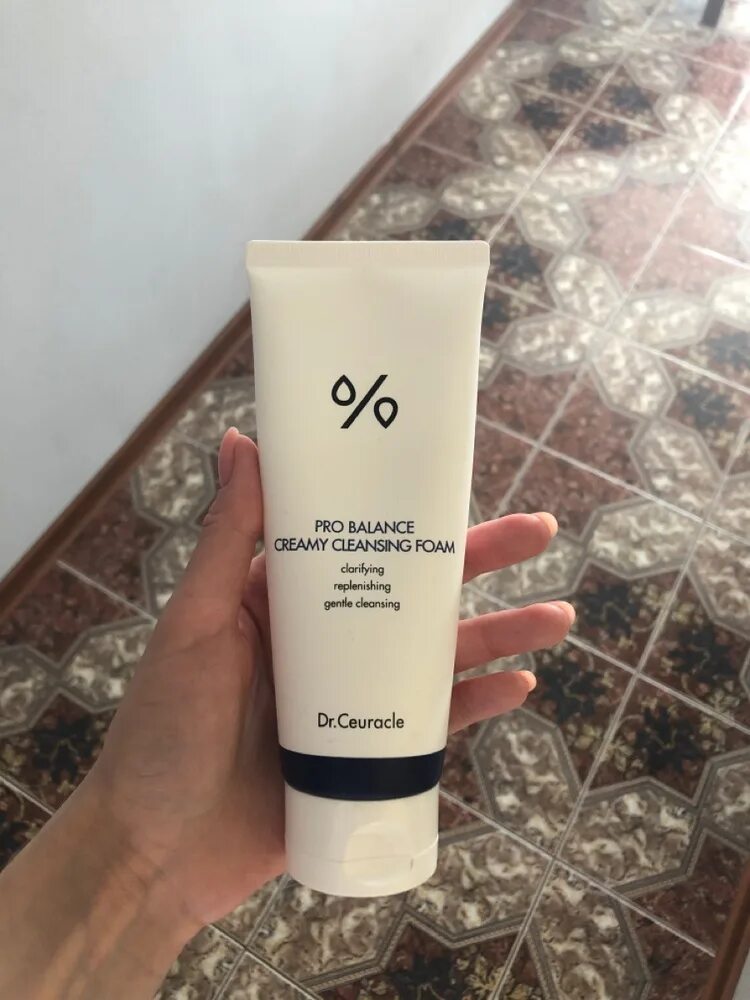 %
PRO BALANCE
CREAMY CLEANSING FOAM
clarifying
replenishing
gentle cleansing
Dr.Ceuracle